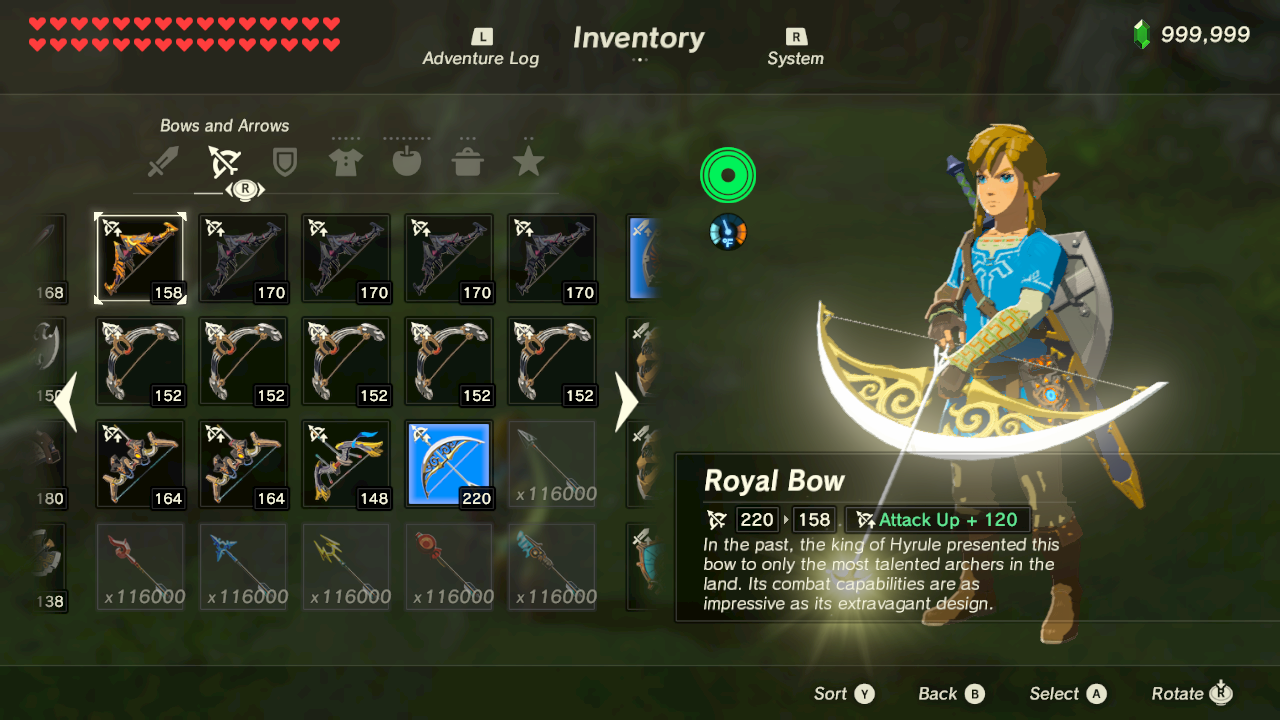 L
Inventory
R
999,999
Adventure Log
System
Bows and Arrows
R
°F
168
158
170
170
170
170
152
152
152
152
152
180
164
164
148
220
x116000
138
x116000
x116000
x116000
x116000
x116000
Royal Bow
220 158 Attack Up + 120
In the past, the king of Hyrule presented this
bow to only the most talented archers in the
land. Its combat capabilities are as
impressive as its extravagant design.
Sort Y Back B Select A Rotate R